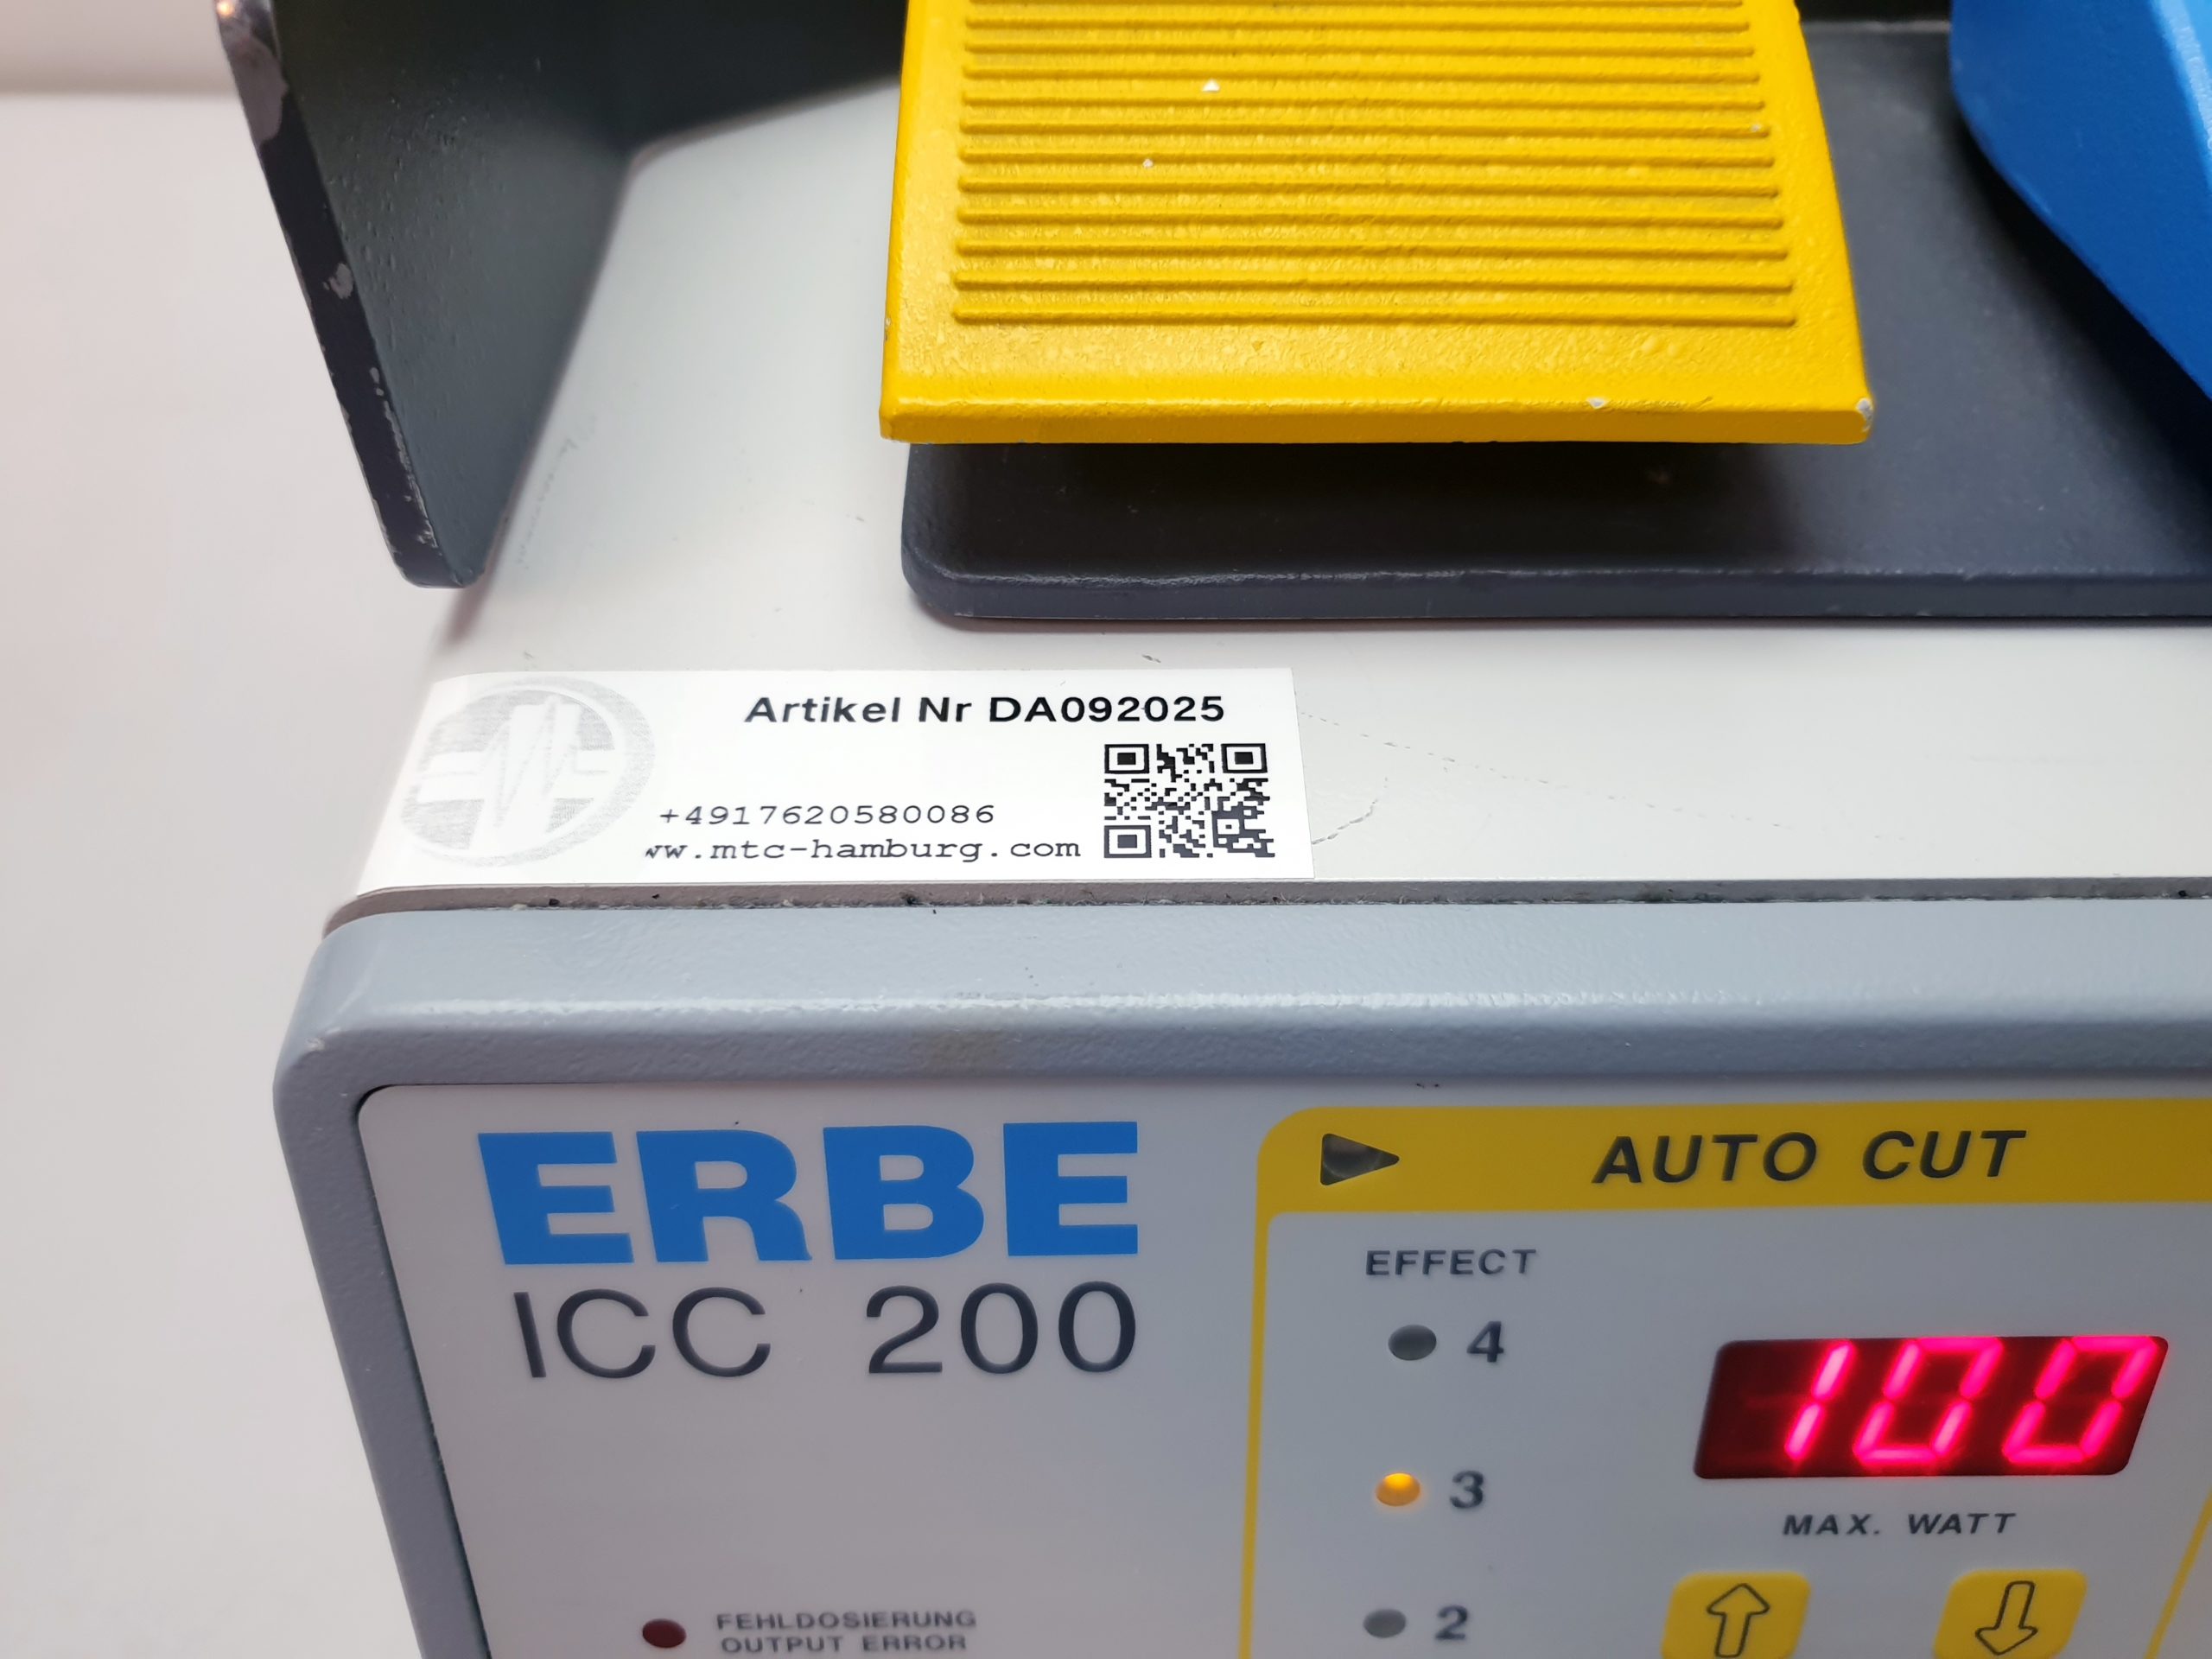 Artikel Nr DA092025
+4917620580086
ww.mtc-hamburg.com
ERBE
ICC 200
AUTO CUT
EFFECT
4
100
3
MAX. WATT
2
FEHLDOSIERUNG
OUTPUT ERROR